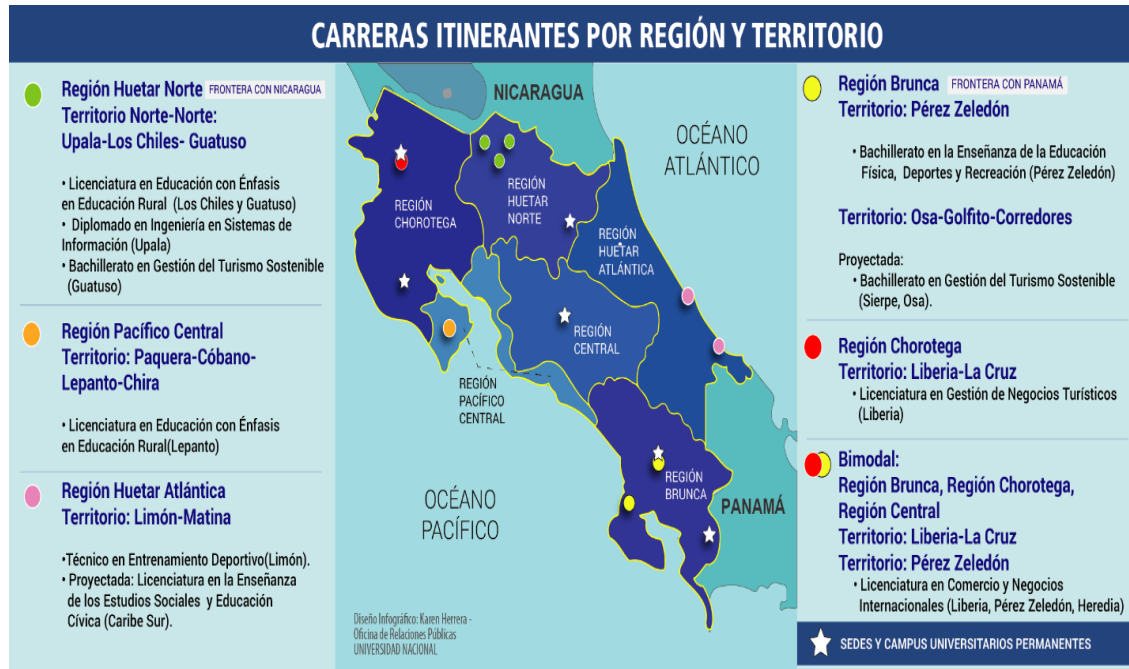 CARRERAS ITINERANTES POR REGIÓN Y TERRITORIO
Región Huetar Norte FRONTERA CON NICARAGUA
Territorio Norte-Norte:
Upala-Los Chiles- Guatuso
• Licenciatura en Educación con Énfasis
en Educación Rural (Los Chiles y Guatuso)
• Diplomado en Ingeniería en Sistemas de
Información (Upala)
• Bachillerato en Gestión del Turismo Sostenible
(Guatuso)
Región Pacífico Central
Territorio: Paquera-Cóbano-
Lepanto-Chira
• Licenciatura en Educación con Énfasis
en Educación Rural(Lepanto)
Región Huetar Atlántica
Territorio: Limón-Matina
•Técnico en Entrenamiento Deportivo(Limón).
• Proyectada: Licenciatura en la Enseñanza
de los Estudios Sociales y Educación
Cívica (Caribe Sur).
NICARAGUA
OCÉANO
ATLÁNTICO
REGIÓN
CHOROTEGA
REGIÓN
HUETAR
NORTE
REGIÓN
HUETAR
ATLÁNTICA
REGIÓN
CENTRAL
REGIÓN
PACÍFICO
CENTRAL
REGIÓN
BRUNCA
PANAMÁ
OCÉANO
PACÍFICO
Diseño Infográfico: Karen Herrera -
Oficina de Relaciones Públicas
UNIVERSIDAD NACIONAL
Región Brunca FRONTERA CON PANAMÁ
Territorio: Pérez Zeledón
• Bachillerato en la Enseñanza de la Educación
Física, Deportes y Recreación (Pérez Zeledón)
Territorio: Osa-Golfito-Corredores
Proyectada:
• Bachillerato en Gestión del Turismo Sostenible
(Sierpe, Osa).
Región Chorotega
Territorio: Liberia-La Cruz
• Licenciatura en Gestión de Negocios Turísticos
(Liberia)
Bimodal:
Región Brunca, Región Chorotega,
Región Central
Territorio: Liberia-La Cruz
Territorio: Pérez Zeledón
• Licenciatura en Comercio y Negocios
Internacionales (Liberia, Pérez Zeledón, Heredia)
SEDES Y CAMPUS UNIVERSITARIOS PERMANENTES